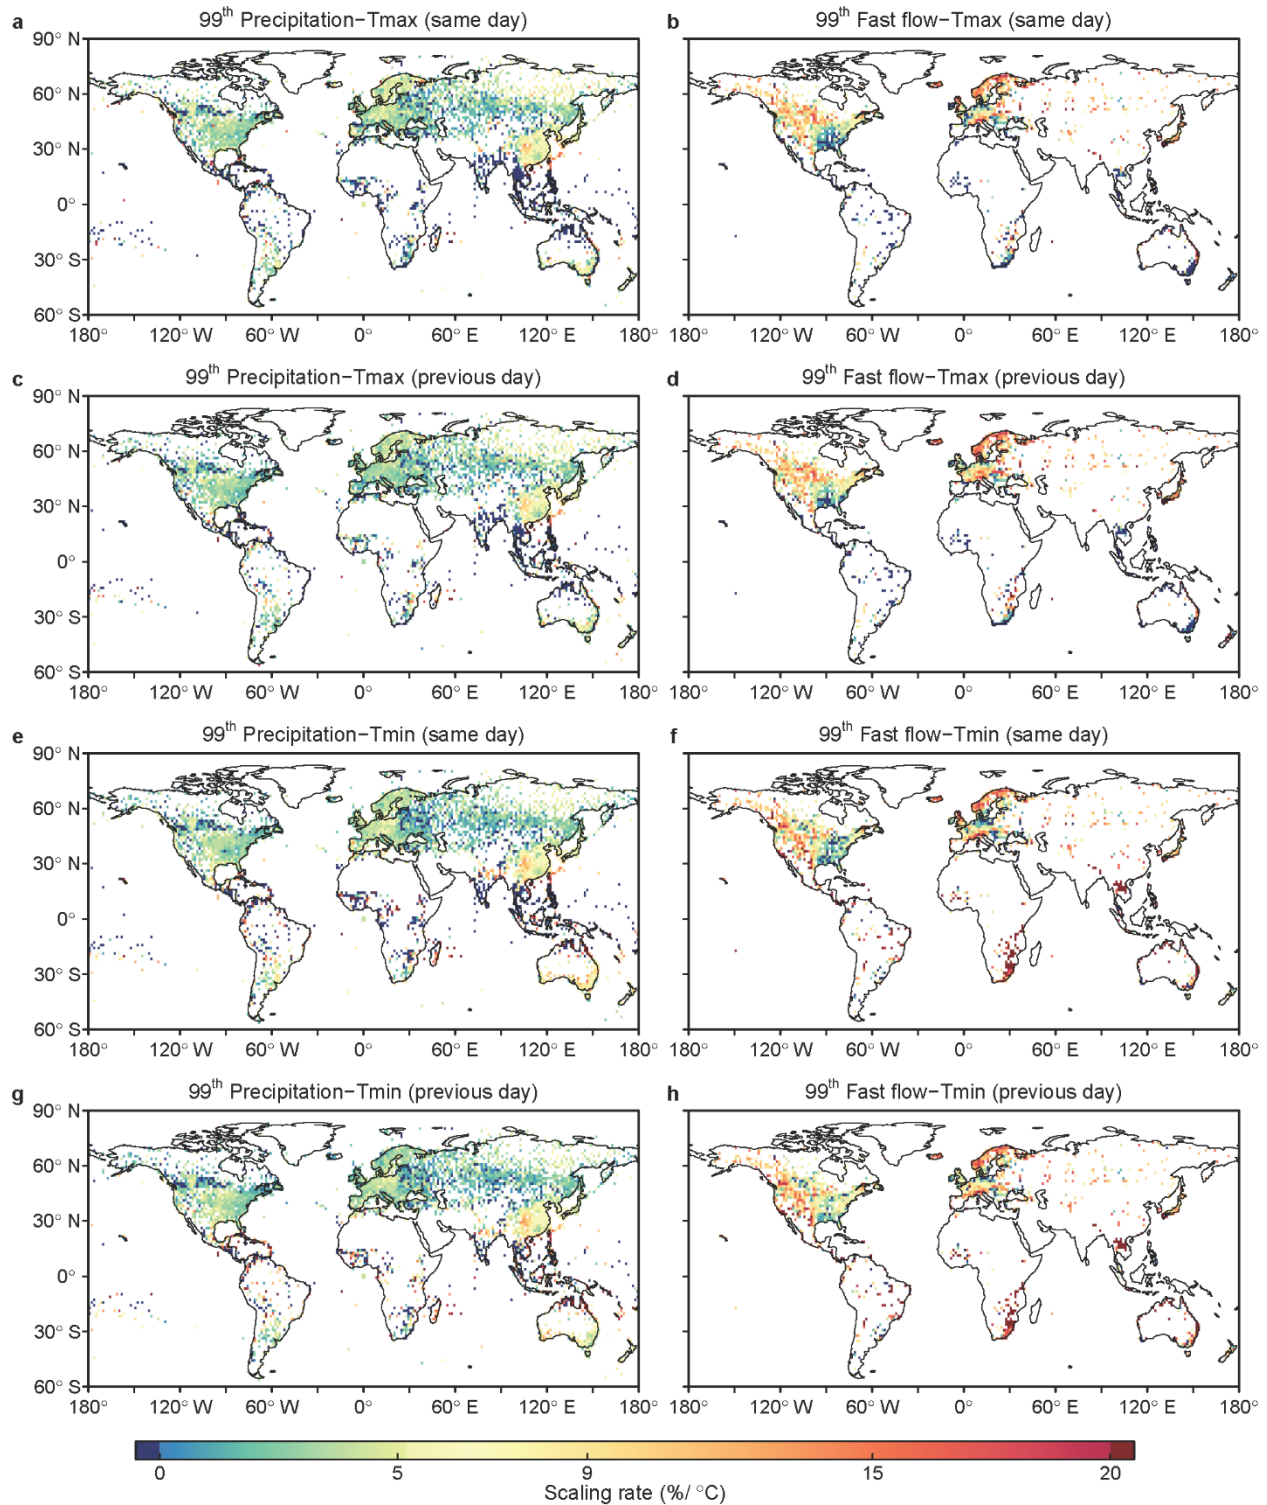 a 99th Precipitation−Tmax (same day)
b 99th Fast flow−Tmax (same day)
90° N
60° N
30° N
0°
30° S
60° S
180° 120° W 60° W 0° 60° E 120° E 180°
120° W 60° W 0° 60° E 120° E 180°
c 99th Precipitation−Tmax (previous day)
d 99th Fast flow−Tmax (previous day)
90° N
60° N
30° N
0°
30° S
60° S
180° 120° W 60° W 0° 60° E 120° E 180°
120° W 60° W 0° 60° E 120° E 180°
e 99th Precipitation−Tmin (same day)
f 99th Fast flow−Tmin (same day)
90° N
60° N
30° N
0°
30° S
60° S
180° 120° W 60° W 0° 60° E 120° E 180°
120° W 60° W 0° 60° E 120° E 180°
g 99th Precipitation−Tmin (previous day)
h 99th Fast flow−Tmin (previous day)
90° N
60° N
30° N
0°
30° S
60° S
180° 120° W 60° W 0° 60° E 120° E 180°
120° W 60° W 0° 60° E 120° E 180°
0 5 9 15 20
Scaling rate (%/ °C)